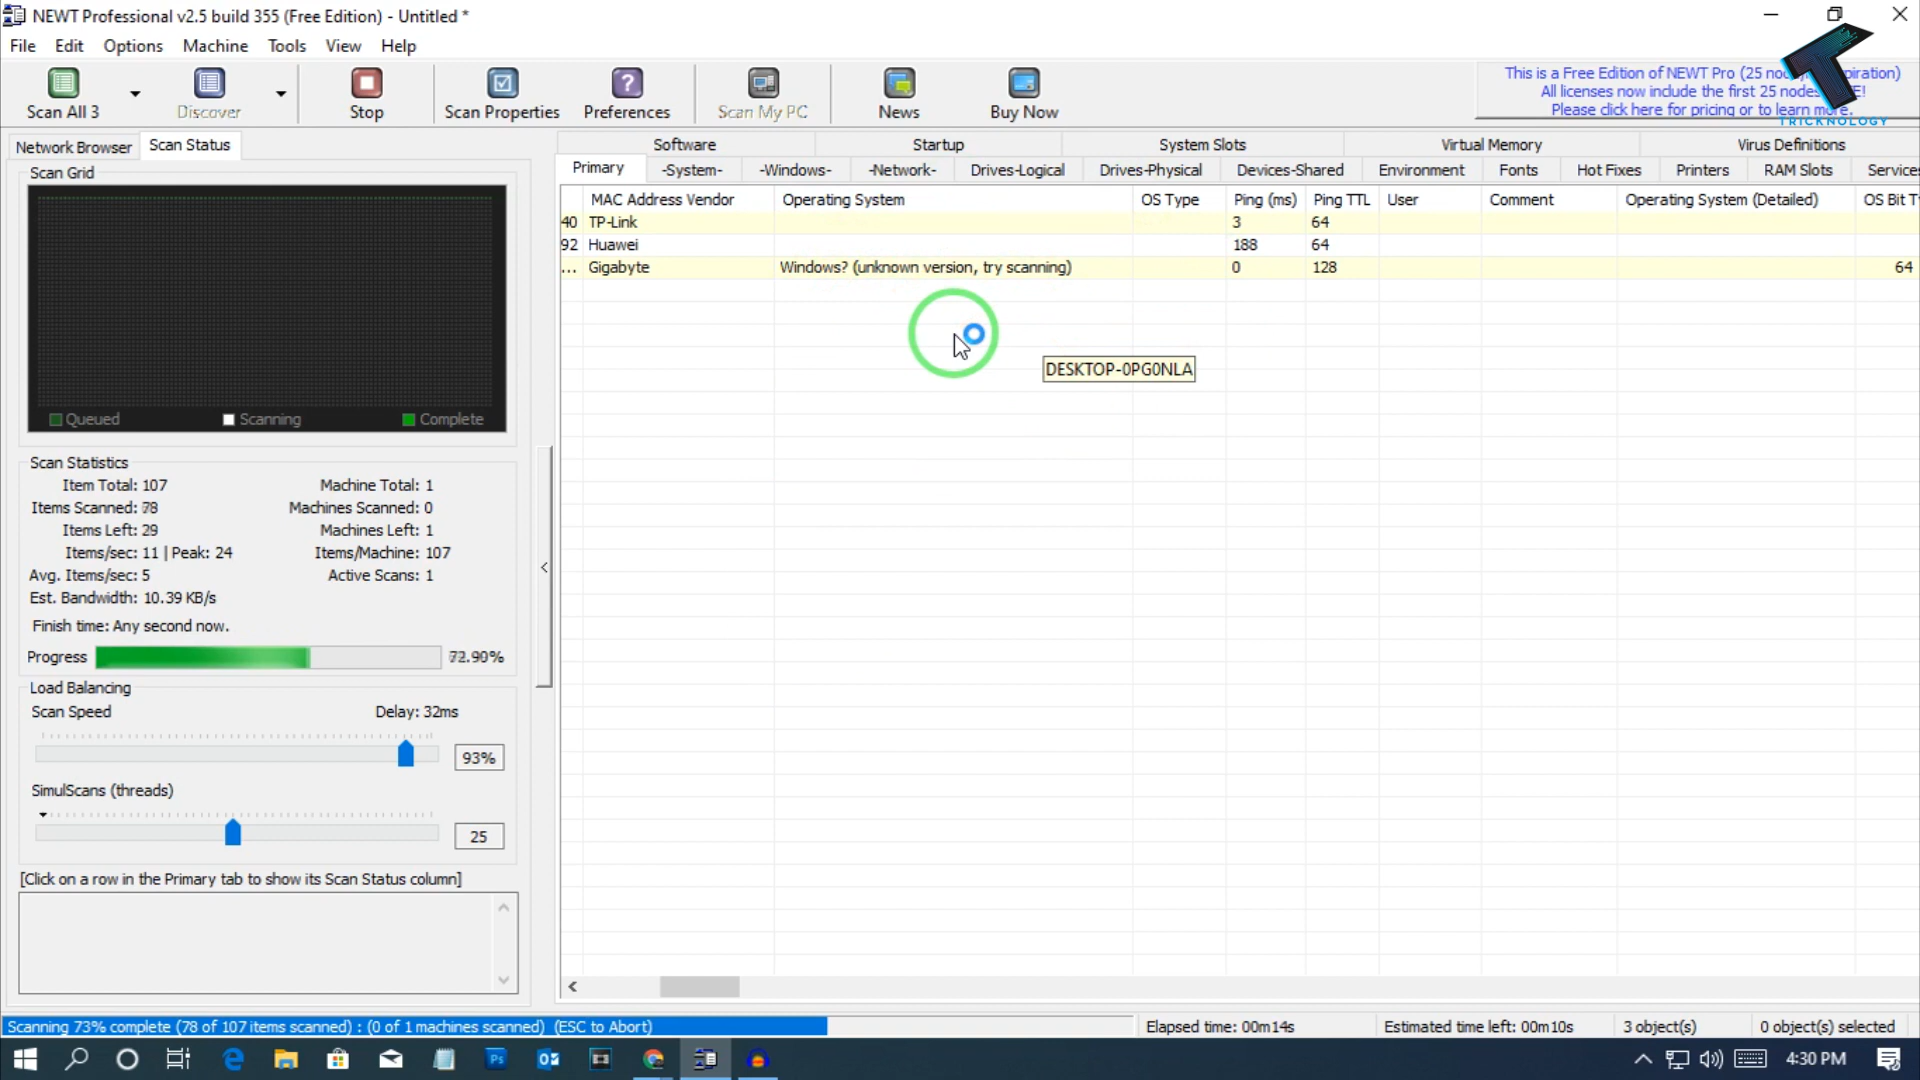 NEWT Professional v2.5 build 355 (Free Edition) - Untitled *
File Edit Options Machine Tools View Help
Scan All 3 Discover Stop Scan Properties Preferences Scan My PC News Buy Now
This is a Free Edition of NEWT Pro (25 piration)
All licenses now include the first 25 nodes
Please click here for pricing or to learn more.
TRICKNOLOGY
Network Browser Scan Status
Software Startup System Slots Virtual Memory Virus Definitions
Primary -System- -Windows- -Network- Drives-Logical Drives-Physical Devices-Shared Environment Fonts Hot Fixes Printers RAM Slots Services
Scan Grid
Queued Scanning Complete
MAC Address Vendor Operating System OS Type Ping (ms) Ping TTL User Comment Operating System (Detailed) OS Bit T
40 TP-Link 3 64
92 Huawei 188 64
... Gigabyte Windows? (unknown version, try scanning) 0 128 64
DESKTOP-0PG0NLA
Scan Statistics
Item Total: 107 Machine Total: 1
Items Scanned: 78 Machines Scanned: 0
Items Left: 29 Machines Left: 1
Items/sec: 11 | Peak: 24 Items/Machine: 107
Avg. Items/sec: 5 Active Scans: 1
Est. Bandwidth: 10.39 KB/s
Finish time: Any second now.
Progress 72.90%
Load Balancing
Scan Speed Delay: 32ms
93%
SimulScans (threads)
25
[Click on a row in the Primary tab to show its Scan Status column]
Scanning 73% complete (78 of 107 items scanned) : (0 of 1 machines scanned) (ESC to Abort) Elapsed time: 00m14s Estimated time left: 00m10s 3 object(s) 0 object(s) selected
4:30 PM